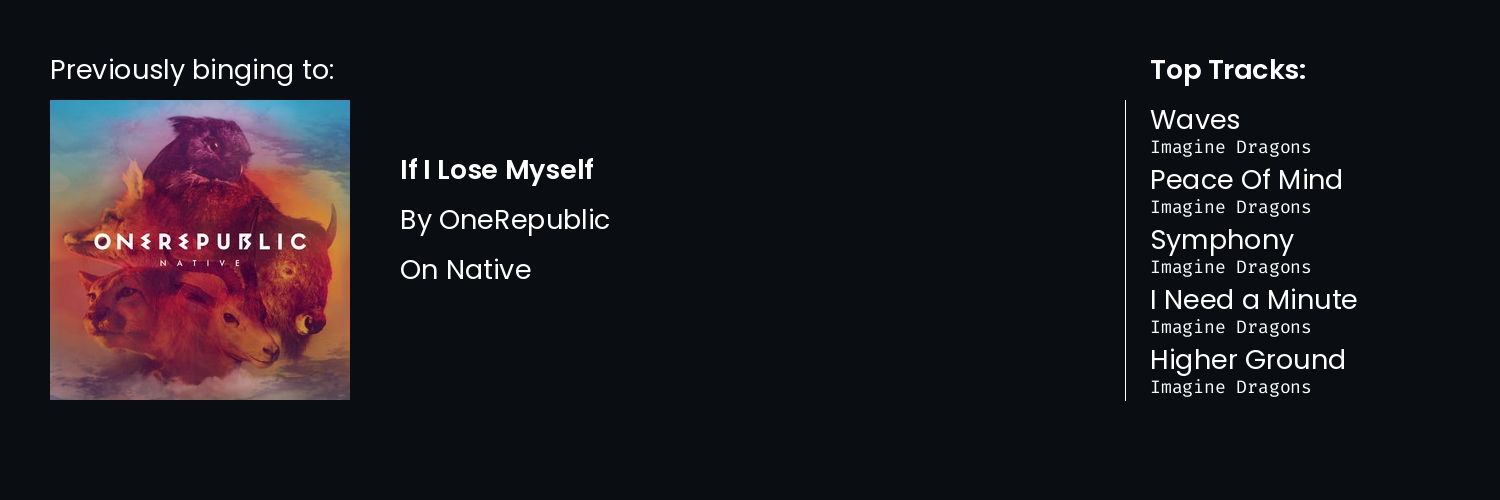 Previously binging to:
ONEREPUBLIC
NATIVE
If I Lose Myself
By OneRepublic
On Native
Top Tracks:
Waves
Imagine Dragons
Peace Of Mind
Imagine Dragons
Symphony
Imagine Dragons
I Need a Minute
Imagine Dragons
Higher Ground
Imagine Dragons